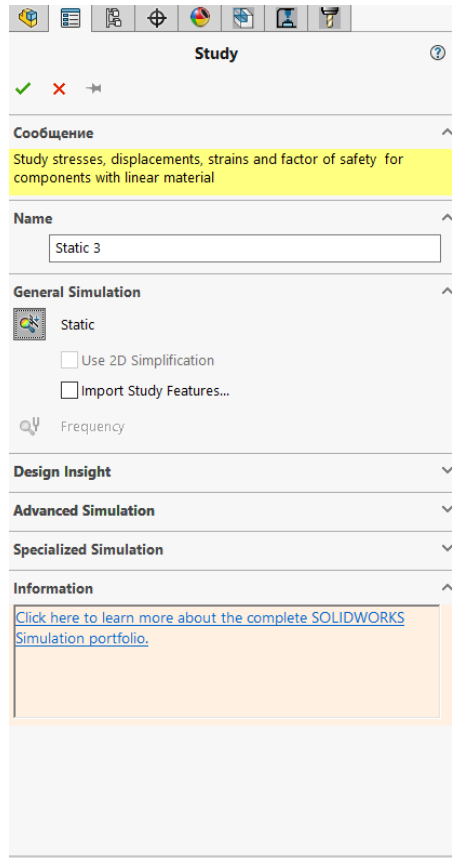 Study
Сообщение
Study stresses, displacements, strains and factor of safety for
components with linear material
Name
Static 3
General Simulation
Static
Use 2D Simplification
Import Study Features...
Frequency
Design Insight
Advanced Simulation
Specialized Simulation
Information
Click here to learn more about the complete SOLIDWORKS
Simulation portfolio.